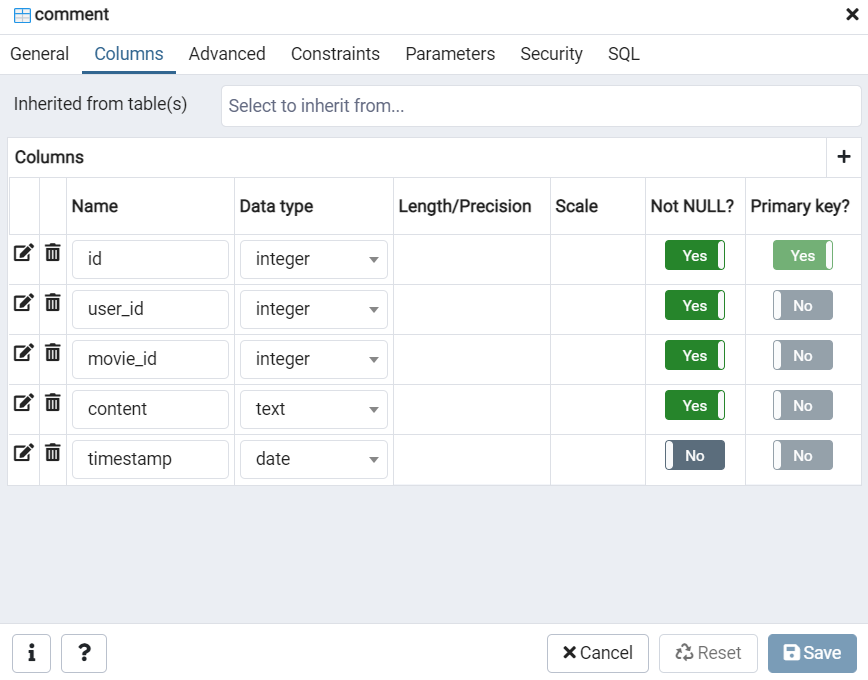 comment
General Columns Advanced Constraints Parameters Security SQL
Inherited from table(s) Select to inherit from...
Columns
Name Data type Length/Precision Scale Not NULL? Primary key?
id integer Yes Yes
user_id integer Yes No
movie_id integer Yes No
content text Yes No
timestamp date No No
i ? Cancel Reset Save